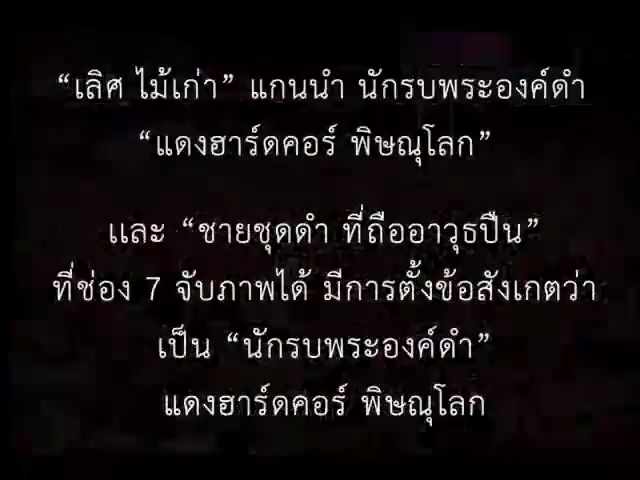 “เลิศ ไม้เก่า” แกนนำ นักรบพระองค์ดำ
“แดงฮาร์ดคอร์ พิษณุโลก”
และ “ชายชุดดำ ที่ถืออาวุธปืน”
ที่ช่อง 7 จับภาพได้ มีการตั้งข้อสังเกตว่า
เป็น “นักรบพระองค์ดำ”
แดงฮาร์ดคอร์ พิษณุโลก